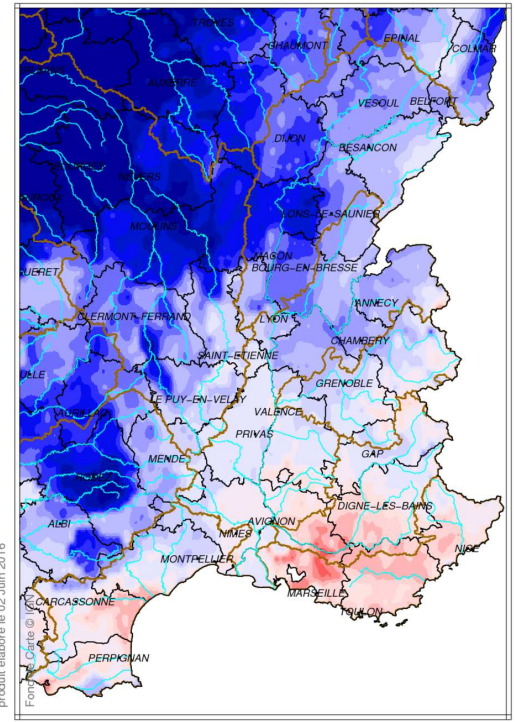 TROYES
CHAUMONT
EPINAL
COLMAR
AUXERRE
VESOUL
BELFORT
DIJON
BESANCON
NEVERS
LONS-LE-SAUNIER
MOULINS
MACON
BOURG-EN-BRESSE
GUERET
ANNECY
CLERMONT-FERRAND
LYON
CHAMBERY
SAINT-ETIENNE
GRENOBLE
LE PUY-EN-VELAY
AURILLAC
VALENCE
PRIVAS
MENDE
GAP
DIGNE-LES-BAINS
ALBI
AVIGNON
NIMES
NICE
MONTPELLIER
MARSEILLE
CARCASSONNE
TOULON
PERPIGNAN
produit élaboré le 02 Juin 2016
Fond de Carte © IGN